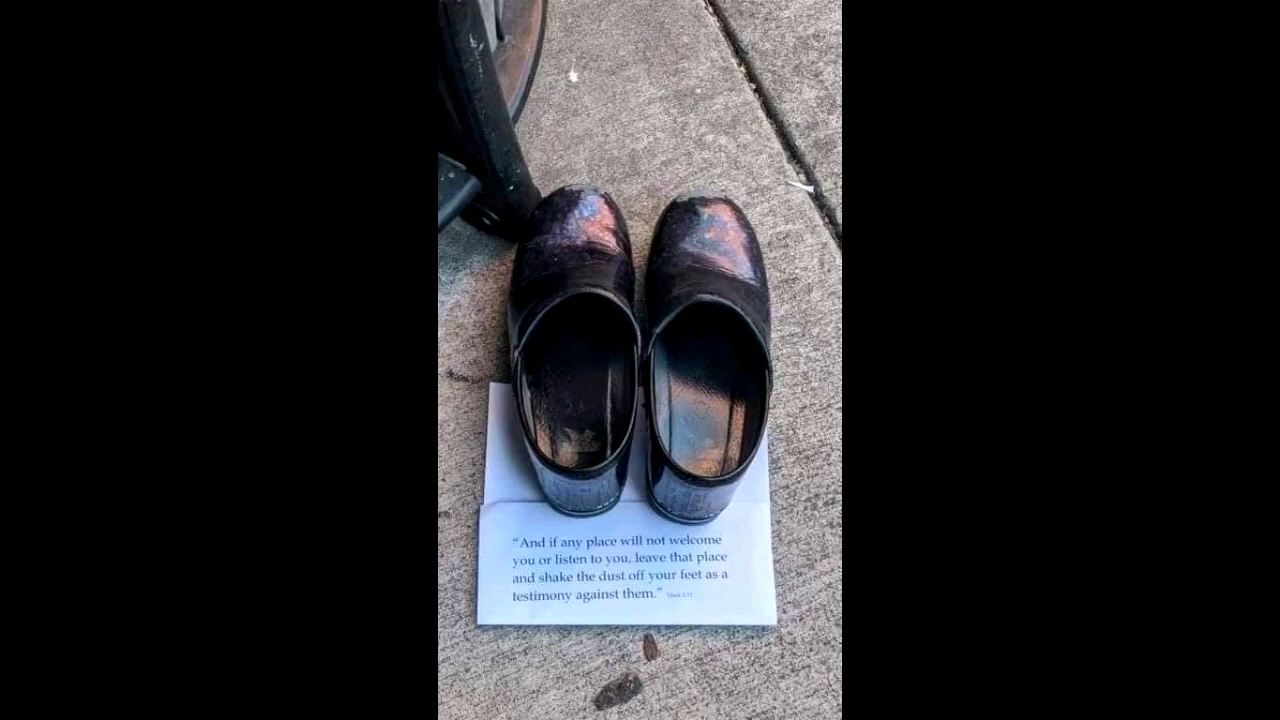 “And if any place will not welcome
you or listen to you, leave that place
and shake the dust off your feet as a
testimony against them.” Mark